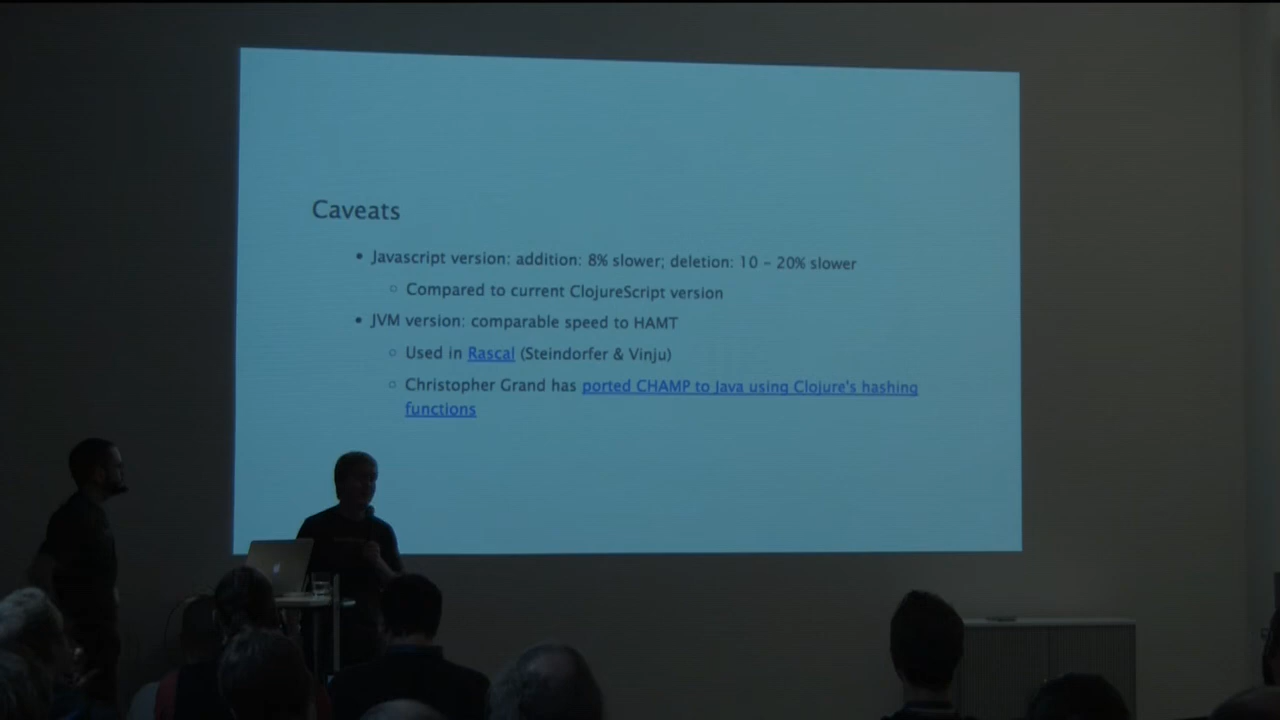 Caveats
• Javascript version: addition: 8% slower; deletion: 10 – 20% slower
○ Compared to current ClojureScript version
• JVM version: comparable speed to HAMT
○ Used in Rascal (Steindorfer & Vinju)
○ Christopher Grand has ported CHAMP to Java using Clojure's hashing
functions